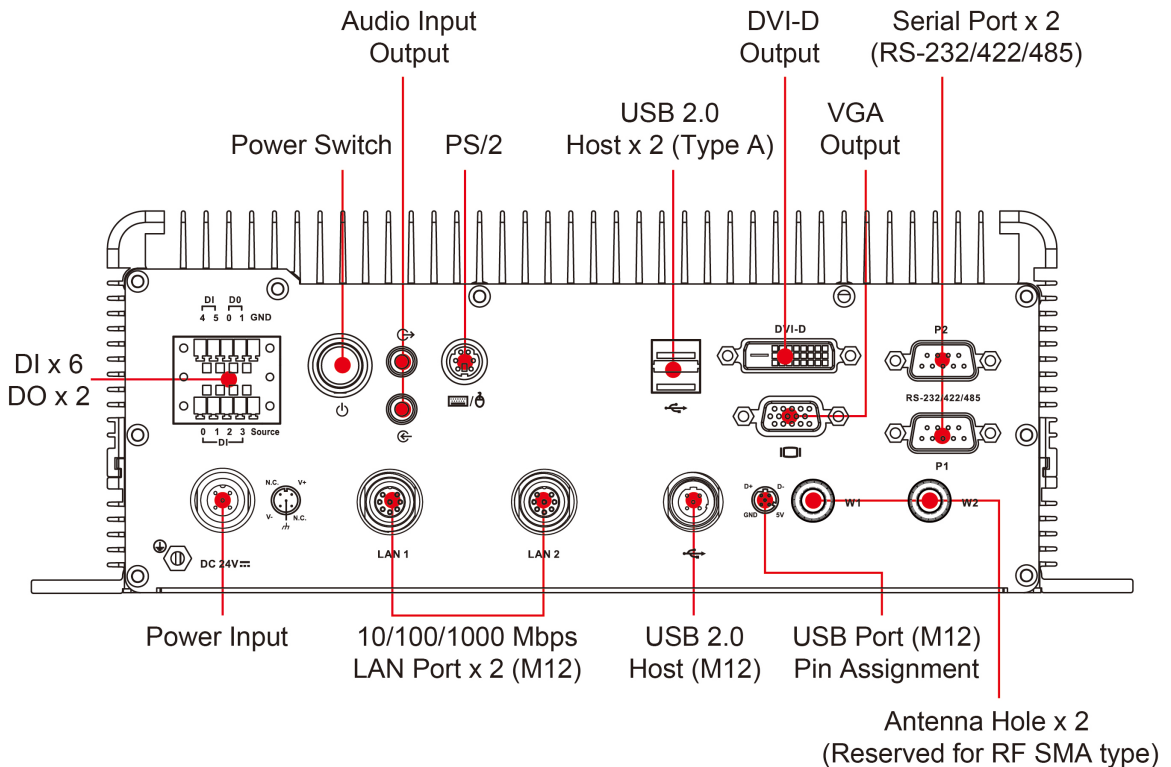 Audio Input
Output
DVI-D
Output
Serial Port x 2
(RS-232/422/485)
USB 2.0
Host x 2 (Type A)
VGA
Output
Power Switch
PS/2
DI D0
4 5 0 1 GND
DVI-D
P2
DI x 6
DO x 2
RS-232/422/485
0 1 2 3 Source
DI
P1
N.C. V+
V- N.C.
D+ D-
GND 5V
W1
W2
LAN 1
LAN 2
DC 24V
Power Input
10/100/1000 Mbps
LAN Port x 2 (M12)
USB 2.0
Host (M12)
USB Port (M12)
Pin Assignment
Antenna Hole x 2
(Reserved for RF SMA type)